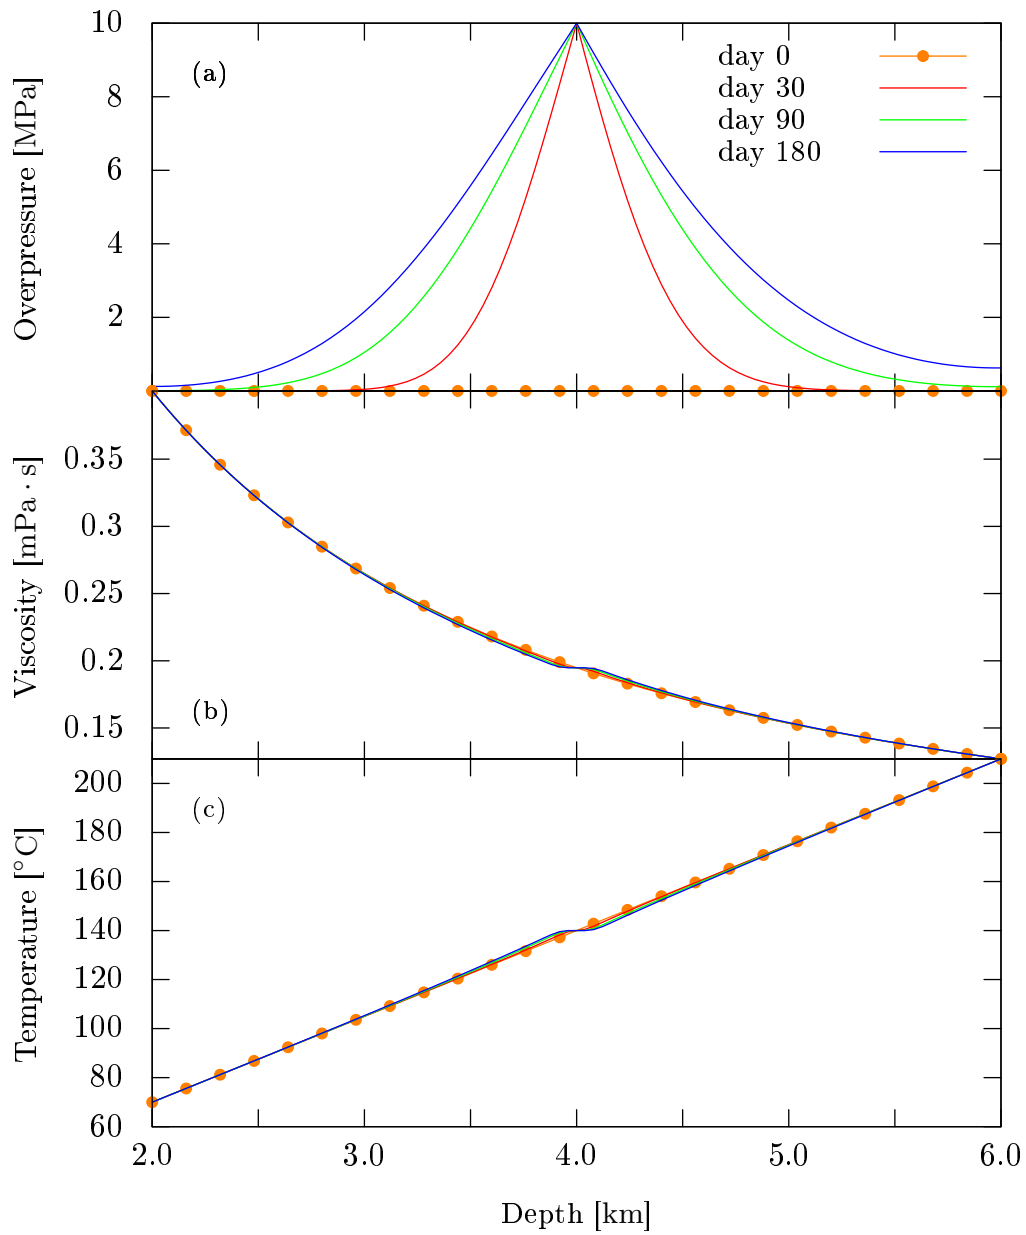 10
8
6
4
2
Overpressure [MPa]
(a)
day 0
day 30
day 90
day 180
0.35
0.3
0.25
0.2
0.15
Viscosity [mPa · s]
(b)
200
180
160
140
120
100
80
60
Temperature [°C]
(c)
2.0
3.0
4.0
5.0
6.0
Depth [km]